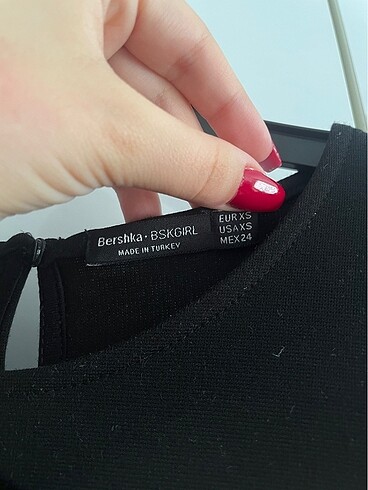 Bershka • BSKGIRL
MADE IN TURKEY
EUR XS
USA XS
MEX 24